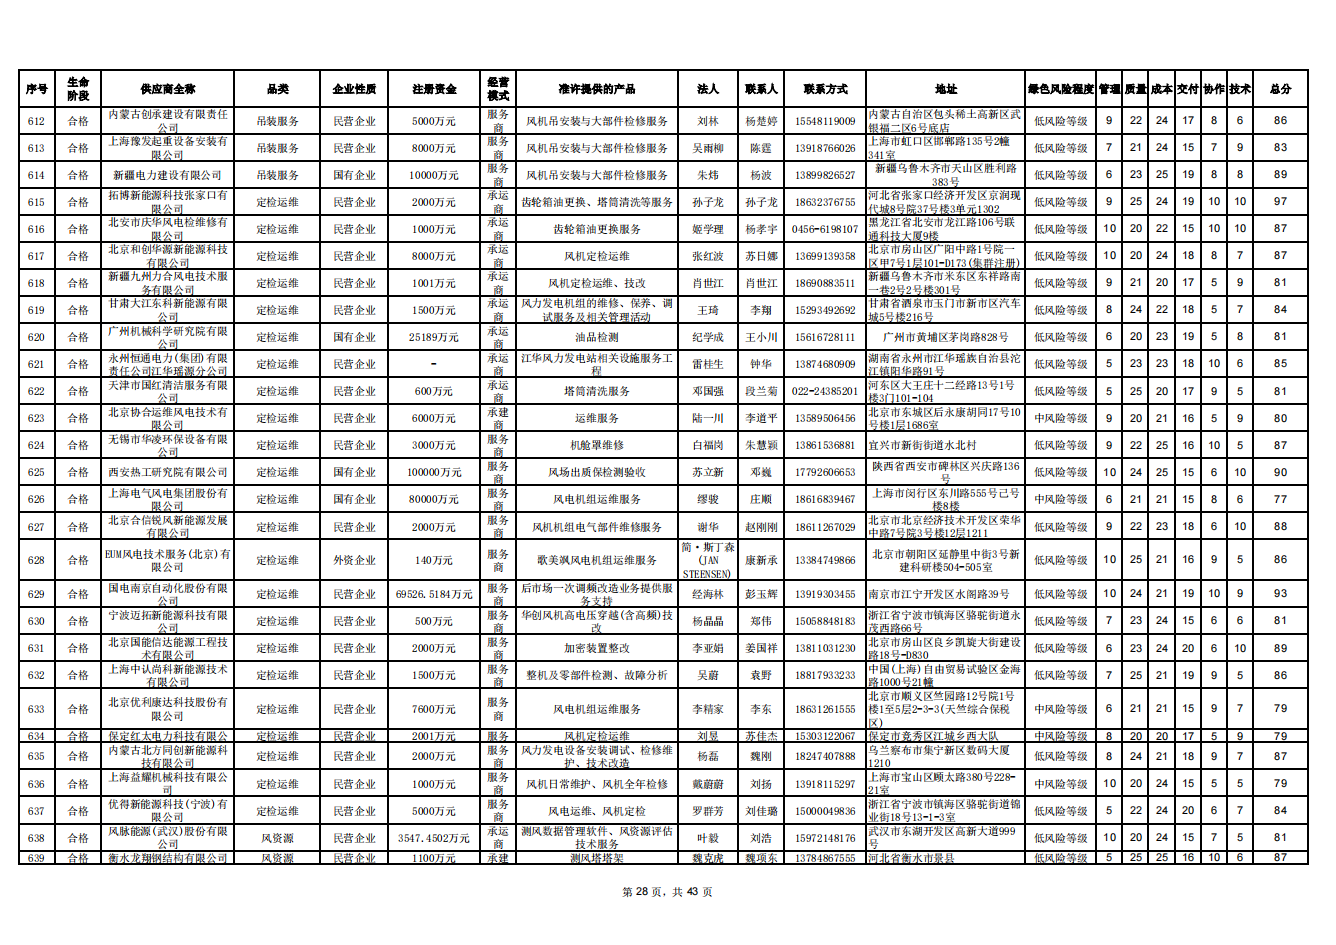 序号 生命阶段 供应商全称 品类 企业性质 注册资金 经营模式 准许提供的产品 法人 联系人 联系方式 地址 绿色风险程度 管理 质量 成本 交付 协作 技术 总分
612 合格 内蒙古创承建设有限责任公司 吊装服务 民营企业 5000万元 服务商 风机吊安装与大部件检修服务 刘林 杨楚婷 15548119009 内蒙古自治区包头稀土高新区武银福二区6号底店 低风险等级 9 22 24 17 8 6 86
613 合格 上海豫发起重设备安装有限公司 吊装服务 民营企业 8000万元 服务商 风机吊安装与大部件检修服务 吴雨柳 陈霆 13918766026 上海市虹口区邯郸路135号2幢341室 低风险等级 7 21 24 15 7 9 83
614 合格 新疆电力建设有限公司 吊装服务 国有企业 10000万元 服务商 风机吊安装与大部件检修服务 朱炜 杨波 13899826527 新疆乌鲁木齐市天山区胜利路383号 低风险等级 6 23 25 19 8 8 89
615 合格 拓博新能源科技张家口有限公司 定检运维 民营企业 2000万元 承运商 齿轮箱油更换、塔筒清洗等服务 孙子龙 孙子龙 18632376755 河北省张家口经济开发区京润现代城8号院37号楼3单元1302 低风险等级 9 25 24 19 10 10 97
616 合格 北安市庆华风电检维修有限公司 定检运维 民营企业 1000万元 承运商 齿轮箱油更换服务 姬学理 杨孝宇 0456-6198107 黑龙江省北安市龙江路106号联通科技大厦9楼 低风险等级 10 20 22 15 10 10 87
617 合格 北京和创华源新能源科技有限公司 定检运维 民营企业 8000万元 承运商 风机定检运维 张红波 苏日娜 13699139358 北京市房山区广阳中路1号院一区甲7号1层101-D173(集群注册) 低风险等级 10 20 24 18 8 7 87
618 合格 新疆九州力合风电技术服务有限公司 定检运维 民营企业 1001万元 承运商 风机定检运维、技改 肖世江 肖世江 18690883511 新疆乌鲁木齐市米东区东祥路南一巷2号2号楼301号 低风险等级 9 21 20 17 5 9 81
619 合格 甘肃大江东科新能源有限公司 定检运维 民营企业 1500万元 承运商 风力发电机组的维修、保养、调试服务及相关管理活动 王琦 李翔 15293492692 甘肃省酒泉市玉门市新市区汽车城5号楼216号 低风险等级 8 24 22 18 5 7 84
620 合格 广州机械科学研究院有限公司 定检运维 国有企业 25189万元 承运商 油品检测 纪学成 王小川 15616728111 广州市黄埔区茅岗路828号 低风险等级 6 20 23 19 5 8 81
621 合格 永州恒通电力(集团)有限责任公司江华瑶源分公司 定检运维 民营企业 - 承运商 江华风力发电站相关设施服务工程 雷桂生 钟华 13874680909 湖南省永州市江华瑶族自治县沱江镇阳华路91号 低风险等级 5 23 23 18 10 6 85
622 合格 天津市国红清洁服务有限公司 定检运维 民营企业 600万元 承运商 塔筒清洗服务 邓国强 段兰菊 022-24385201 河东区大王庄十二经路13号1号楼3门101-104 低风险等级 5 25 20 17 9 5 81
623 合格 北京协合运维风电技术有限公司 定检运维 民营企业 6000万元 承建商 运维服务 陆一川 李道平 13589506456 北京市东城区后永康胡同17号10号楼1层1686室 中风险等级 9 20 21 16 5 9 80
624 合格 无锡市华凌环保设备有限公司 定检运维 民营企业 3000万元 服务商 机舱罩维修 白福岗 朱慧颖 13861536881 宜兴市新街街道水北村 低风险等级 9 22 25 16 10 5 87
625 合格 西安热工研究院有限公司 定检运维 国有企业 100000万元 服务商 风场出质保检测验收 苏立新 邓巍 17792606653 陕西省西安市碑林区兴庆路136号 低风险等级 10 24 25 15 6 10 90
626 合格 上海电气风电集团股份有限公司 定检运维 国有企业 80000万元 服务商 风电机组运维服务 缪骏 庄顺 18616839467 上海市闵行区东川路555号己号楼8楼 中风险等级 6 21 21 15 8 6 77
627 合格 北京合信锐风新能源发展有限公司 定检运维 民营企业 2000万元 服务商 风机机组电气部件维修服务 谢华 赵刚刚 18611267029 北京市北京经济技术开发区荣华中路7号院3号楼12层1211 低风险等级 9 22 23 18 6 10 88
628 合格 EUM风电技术服务(北京)有限公司 定检运维 外资企业 140万元 服务商 歌美飒风电机组运维服务 简·斯丁森(JAN STEENSEN) 康新承 13384749866 北京市朝阳区延静里中街3号新建科研楼504-505室 低风险等级 10 25 21 16 9 5 86
629 合格 国电南京自动化股份有限公司 定检运维 民营企业 69526.5184万元 服务商 后市场一次调频改造业务提供服务支持 经海林 彭玉辉 13919303455 南京市江宁开发区水阁路39号 低风险等级 10 24 21 19 10 9 93
630 合格 宁波迈拓新能源科技有限公司 定检运维 民营企业 500万元 服务商 华创风机高电压穿越(含高频)技改 杨晶晶 郑伟 15058848183 浙江省宁波市镇海区骆驼街道永茂西路66号 低风险等级 7 23 24 15 6 6 81
631 合格 北京国能信达能源工程技术有限公司 定检运维 民营企业 2000万元 服务商 加密装置整改 李亚娟 姜国祥 13811031230 北京市房山区良乡凯旋大街建设路18号-D830 低风险等级 6 23 24 20 6 10 89
632 合格 上海中认尚科新能源技术有限公司 定检运维 民营企业 1500万元 服务商 整机及零部件检测、故障分析 吴蔚 袁野 18817933233 中国(上海)自由贸易试验区金海路1000号21幢 低风险等级 7 25 21 19 9 5 86
633 合格 北京优利康达科技股份有限公司 定检运维 民营企业 7600万元 服务商 风电机组运维服务 李精家 李东 18631261555 北京市顺义区竺园路12号院1号楼1至5层2-3-3(天竺综合保税区) 中风险等级 6 21 21 15 9 7 79
634 合格 保定红太电力科技有限公 定检运维 民营企业 2001万元 服务 风机定检运维 刘昱 苏佳杰 15303122067 保定市竞秀区江城乡西大队 中风险等级 8 20 20 17 5 9 79
635 合格 内蒙古北方同创新能源科技有限公司 定检运维 民营企业 2000万元 服务商 风力发电设备安装调试、检修维护、技术改造 杨磊 魏刚 18247407888 乌兰察布市集宁新区数码大厦1210 低风险等级 8 24 21 18 9 7 87
636 合格 上海益耀机械科技有限公司 定检运维 民营企业 1000万元 服务商 风机日常维护、风机全年检修 戴蔚蔚 刘扬 13918115297 上海市宝山区顾太路380号228-21室 中风险等级 10 20 24 15 5 5 79
637 合格 优得新能源科技(宁波)有限公司 定检运维 民营企业 5000万元 服务商 风电运维、风机定检 罗群芳 刘佳璐 15000049836 浙江省宁波市镇海区骆驼街道锦业街18号13-1-3室 低风险等级 5 22 24 20 6 7 84
638 合格 风脉能源(武汉)股份有限公司 风资源 民营企业 3547.4502万元 承运商 测风数据管理软件、风资源评估技术服务 叶毅 刘浩 15972148176 武汉市东湖开发区高新大道999号 低风险等级 10 20 24 15 7 5 81
639 合格 衡水龙翔钢结构有限公司 风资源 民营企业 1100万元 承建 测风塔塔架 魏克虎 魏项东 13784867555 河北省衡水市景县 低风险等级 5 25 25 16 10 6 87
第 28 页，共 43 页